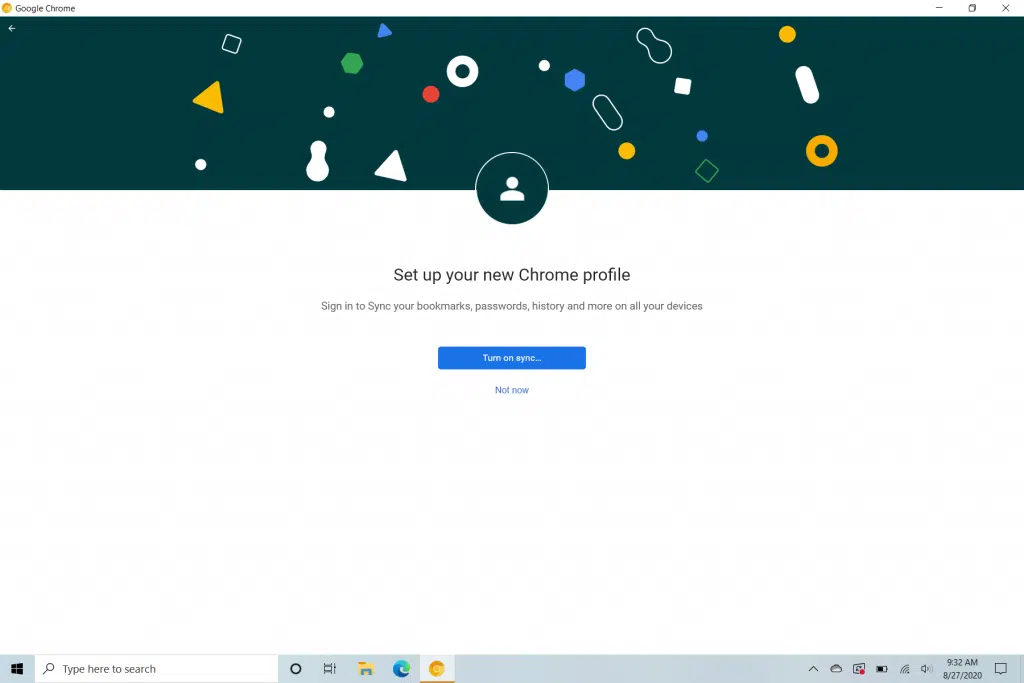 Google Chrome
Set up your new Chrome profile
Sign in to Sync your bookmarks, passwords, history and more on all your devices
Turn on sync...
Not now
Type here to search
9:32 AM
8/27/2020